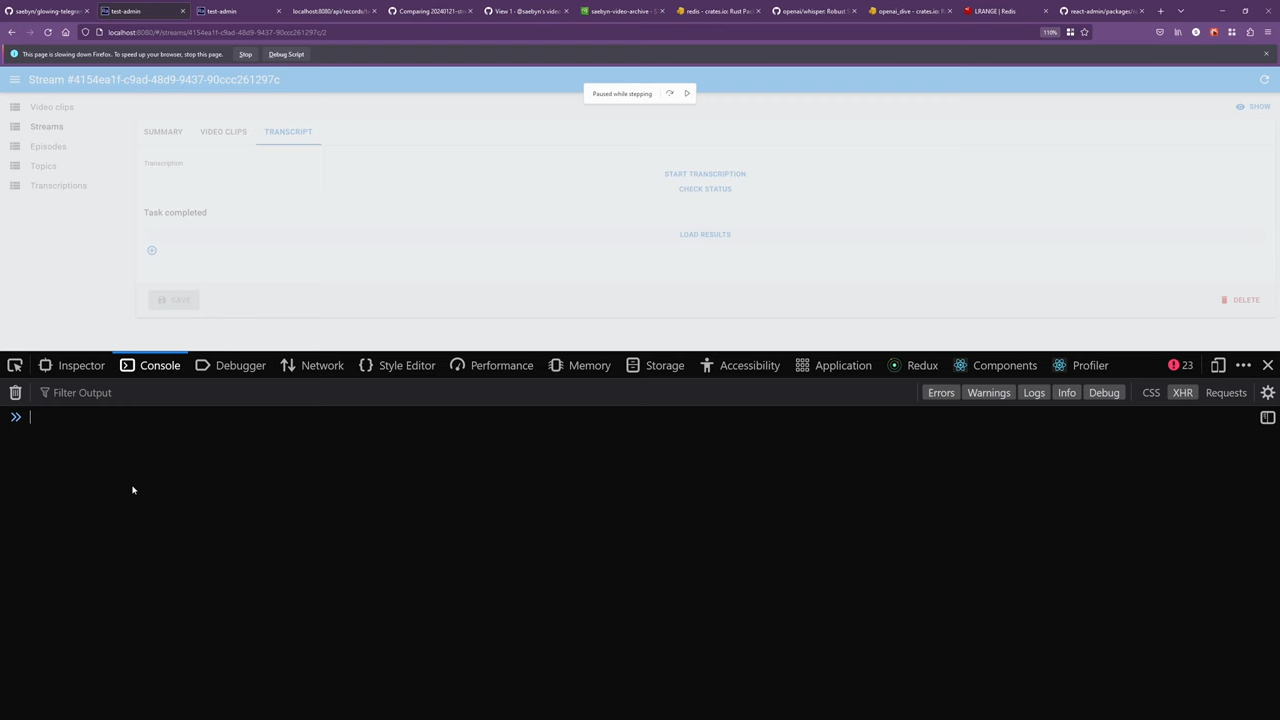 saebyn/glowing-telegra
test-admin
test-admin
localhost:8080/api/records/t
Comparing 20240121-st
View 1 · @saebyn's video
saebyn-video-archive - S
redis - crates.io: Rust Pac
openai/whisper: Robust S
openai_dive - crates.io: R
LRANGE | Redis
react-admin/packages/r
localhost:8080/#/streams/4154ea1f-c9ad-48d9-9437-90ccc261297c/2
110%
This page is slowing down Firefox. To speed up your browser, stop this page.
Stop
Debug Script
Stream #4154ea1f-c9ad-48d9-9437-90ccc261297c
Paused while stepping
Video clips
Streams
Episodes
Topics
Transcriptions
SHOW
SUMMARY
VIDEO CLIPS
TRANSCRIPT
Transcription
START TRANSCRIPTION
CHECK STATUS
Task completed
LOAD RESULTS
SAVE
DELETE
Inspector
Console
Debugger
Network
Style Editor
Performance
Memory
Storage
Accessibility
Application
Redux
Components
Profiler
23
Filter Output
Errors
Warnings
Logs
Info
Debug
CSS
XHR
Requests